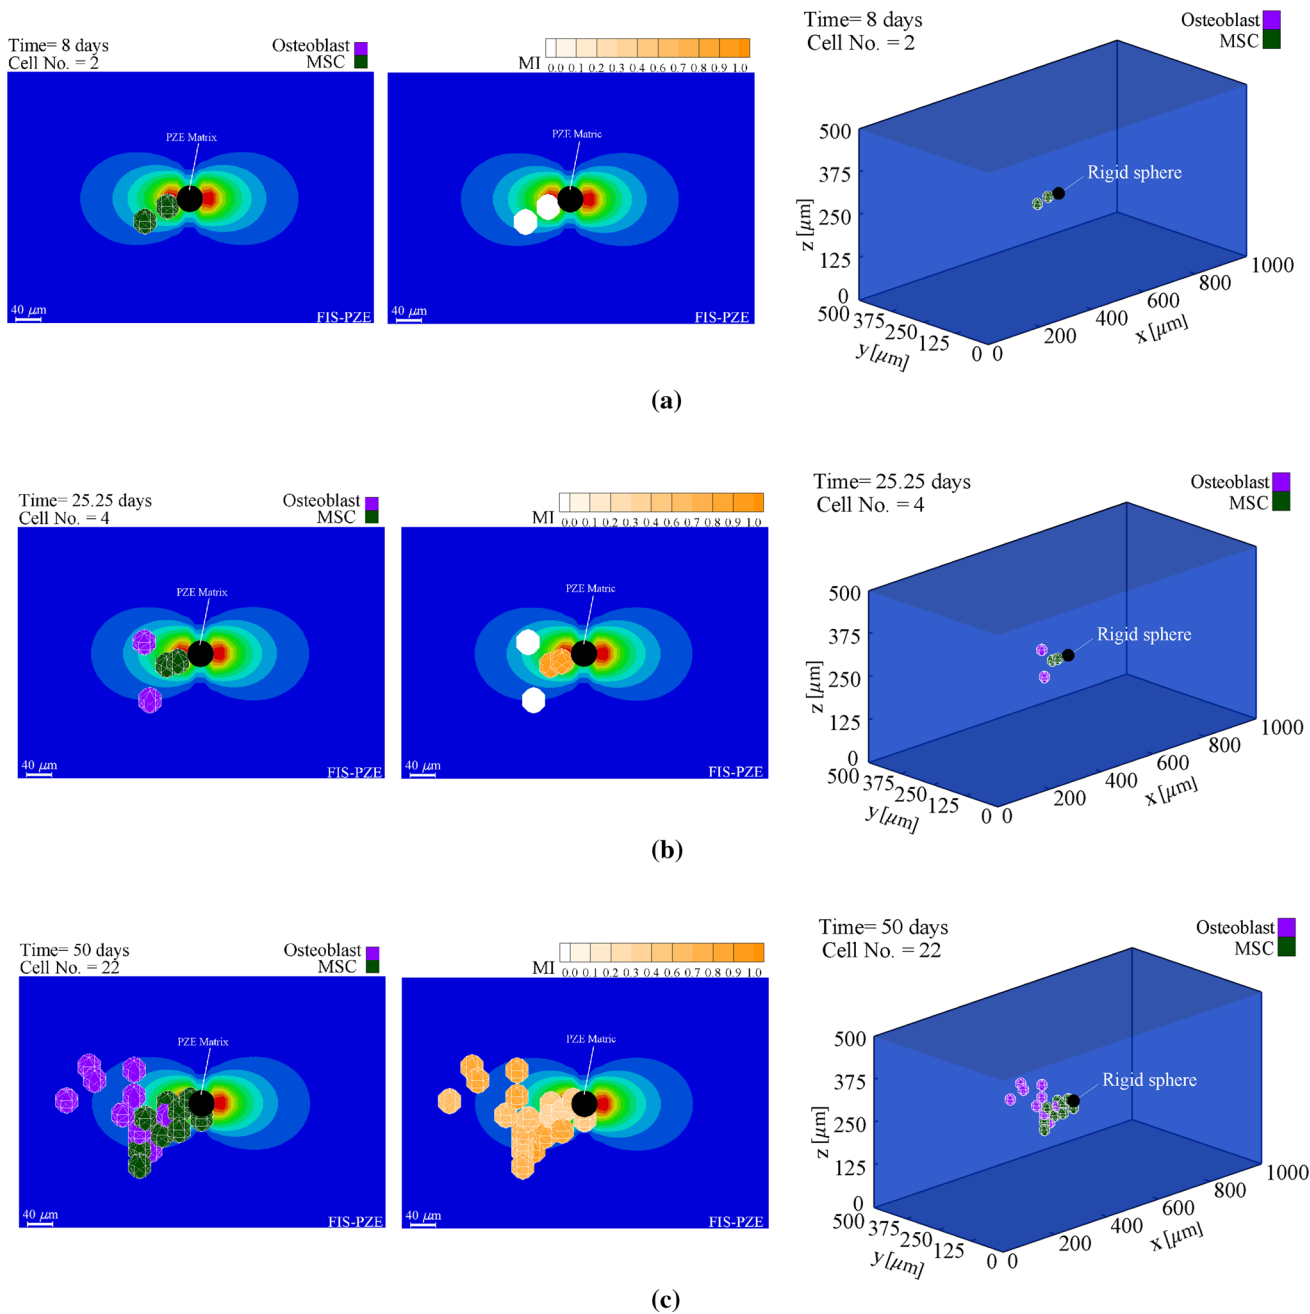 Time= 8 days
Cell No. = 2
Osteoblast
MSC
PZE Matrix
40 μm
FIS-PZE
MI
0.0 0.1 0.2 0.3 0.4 0.6 0.7 0.8 0.9 1.0
PZE Matric
40 μm
FIS-PZE
Time= 8 days
Cell No. = 2
Osteoblast
MSC
Rigid sphere
500
375
250
125
0
z [μm]
500 375 250 125 0
y [μm]
0 200 400 600 800 1000
x [μm]
(a)
Time= 25.25 days
Cell No. = 4
Osteoblast
MSC
PZE Matrix
40 μm
FIS-PZE
MI
0.0 0.1 0.2 0.3 0.4 0.6 0.7 0.8 0.9 1.0
PZE Matric
40 μm
FIS-PZE
Time= 25.25 days
Cell No. = 4
Osteoblast
MSC
Rigid sphere
500
375
250
125
0
z [μm]
500 375 250 125 0
y [μm]
0 200 400 600 800 1000
x [μm]
(b)
Time= 50 days
Cell No. = 22
Osteoblast
MSC
PZE Matrix
40 μm
FIS-PZE
MI
0.0 0.1 0.2 0.3 0.4 0.6 0.7 0.8 0.9 1.0
PZE Matric
40 μm
FIS-PZE
Time= 50 days
Cell No. = 22
Osteoblast
MSC
Rigid sphere
500
375
250
125
0
z [μm]
500 375 250 125 0
y [μm]
0 200 400 600 800 1000
x [μm]
(c)